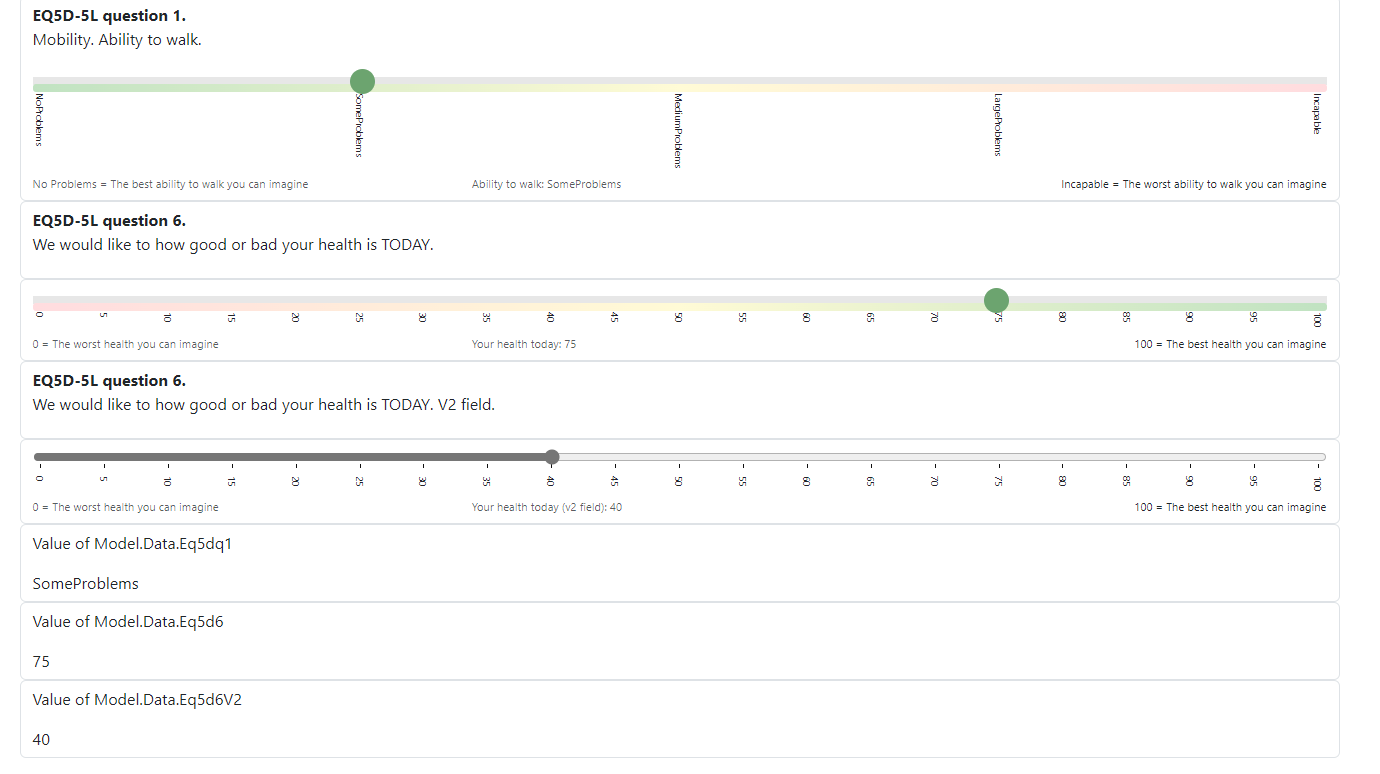 EQ5D-5L question 1.
Mobility. Ability to walk.
NoProblems SomeProblems MediumProblems LargeProblems Incapable
No Problems = The best ability to walk you can imagine Ability to walk: SomeProblems Incapable = The worst ability to walk you can imagine
EQ5D-5L question 6.
We would like to how good or bad your health is TODAY.
0 5 10 15 20 25 30 35 40 45 50 55 60 65 70 75 80 85 90 95 100
0 = The worst health you can imagine Your health today: 75 100 = The best health you can imagine
EQ5D-5L question 6.
We would like to how good or bad your health is TODAY. V2 field.
0 5 10 15 20 25 30 35 40 45 50 55 60 65 70 75 80 85 90 95 100
0 = The worst health you can imagine Your health today (v2 field): 40 100 = The best health you can imagine
Value of Model.Data.Eq5dq1
SomeProblems
Value of Model.Data.Eq5d6
75
Value of Model.Data.Eq5d6V2
40